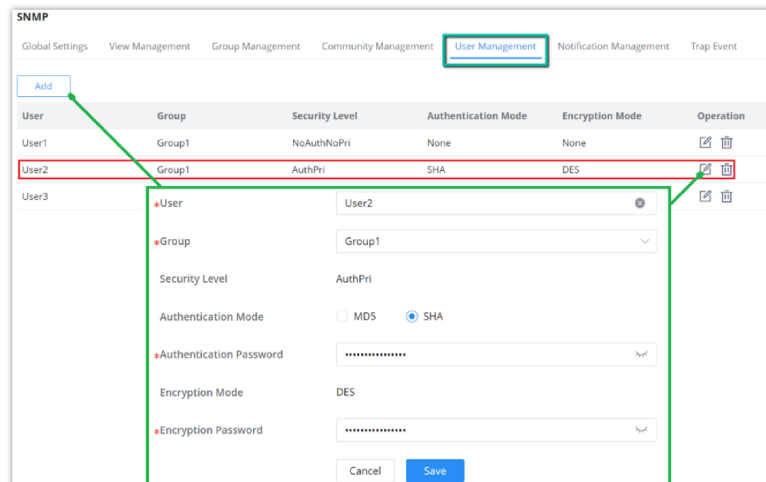 SNMP
Global Settings View Management Group Management Community Management User Management Notification Management Trap Event
Add
User Group Security Level Authentication Mode Encryption Mode Operation
User1 Group1 NoAuthNoPri None None
User2 Group1 AuthPri SHA DES
User3
*User User2
*Group Group1
Security Level AuthPri
Authentication Mode MD5 SHA
*Authentication Password ••••••••••••••••
Encryption Mode DES
*Encryption Password ••••••••••••••••
Cancel Save